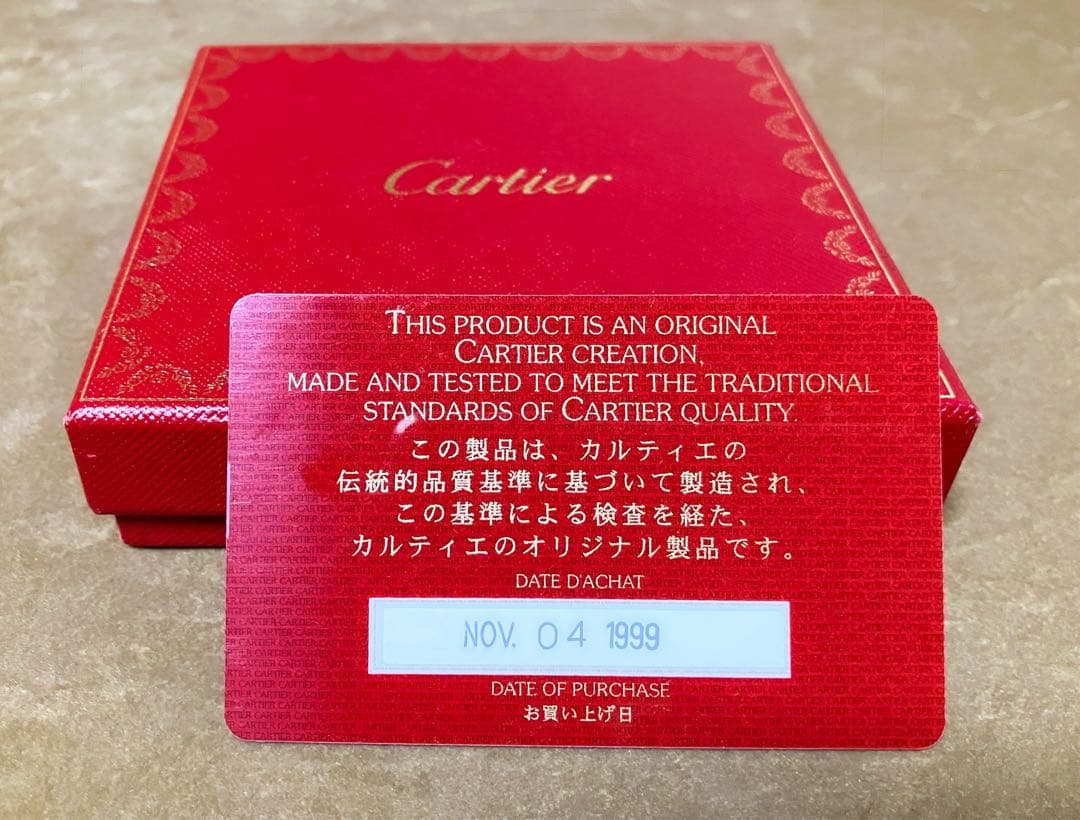 Cartier
THIS PRODUCT IS AN ORIGINAL
CARTIER CREATION,
MADE AND TESTED TO MEET THE TRADITIONAL
STANDARDS OF CARTIER QUALITY.
この製品は、カルティエの
伝統的品質基準に基づいて製造され、
この基準による検査を経た、
カルティエのオリジナル製品です。
DATE D'ACHAT
NOV. 04 1999
DATE OF PURCHASE
お買い上げ日